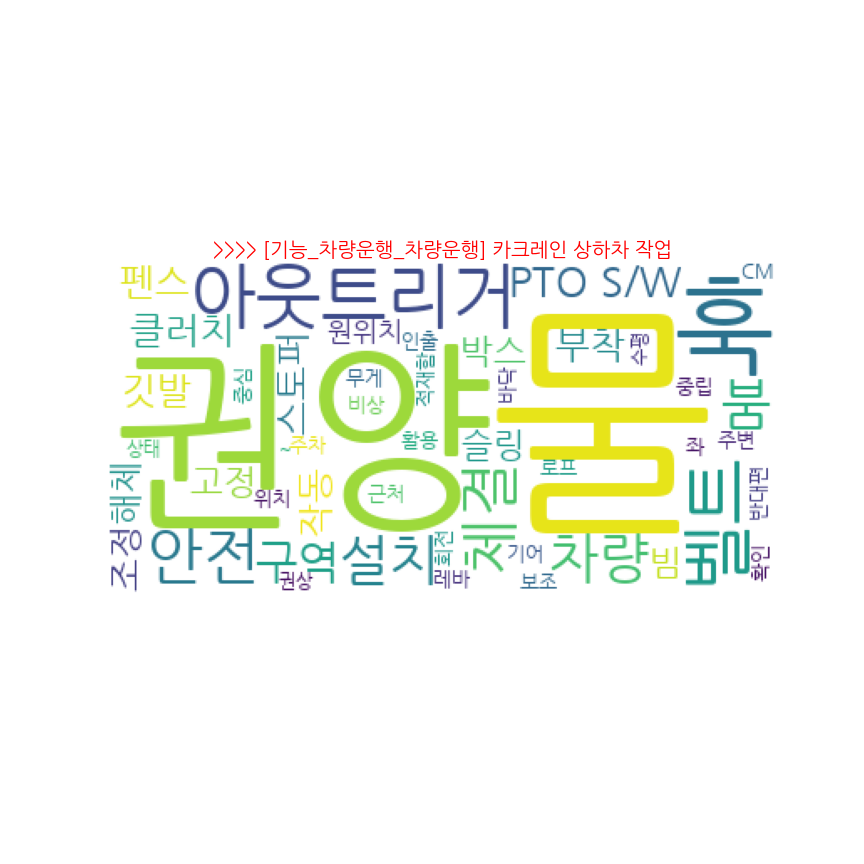 >>>> [기능_차량운행_차량운행] 카크레인 상하차 작업
펜스
아웃트리거
PTO S/W
훅
CM
클러치
원위치
인출
박스
부착
수평
스토퍼
권양
물
깃발
중심
무게
비상
적재함
바닥
중립
붐
상태
~
주차
활용
슬링
좌
주변
해체
고정
위치
작동
근처
체결
로프
벨트
반대편
조정
안전
구역
설치
회전
기어
차량
빔
확인
권상
레바
보조